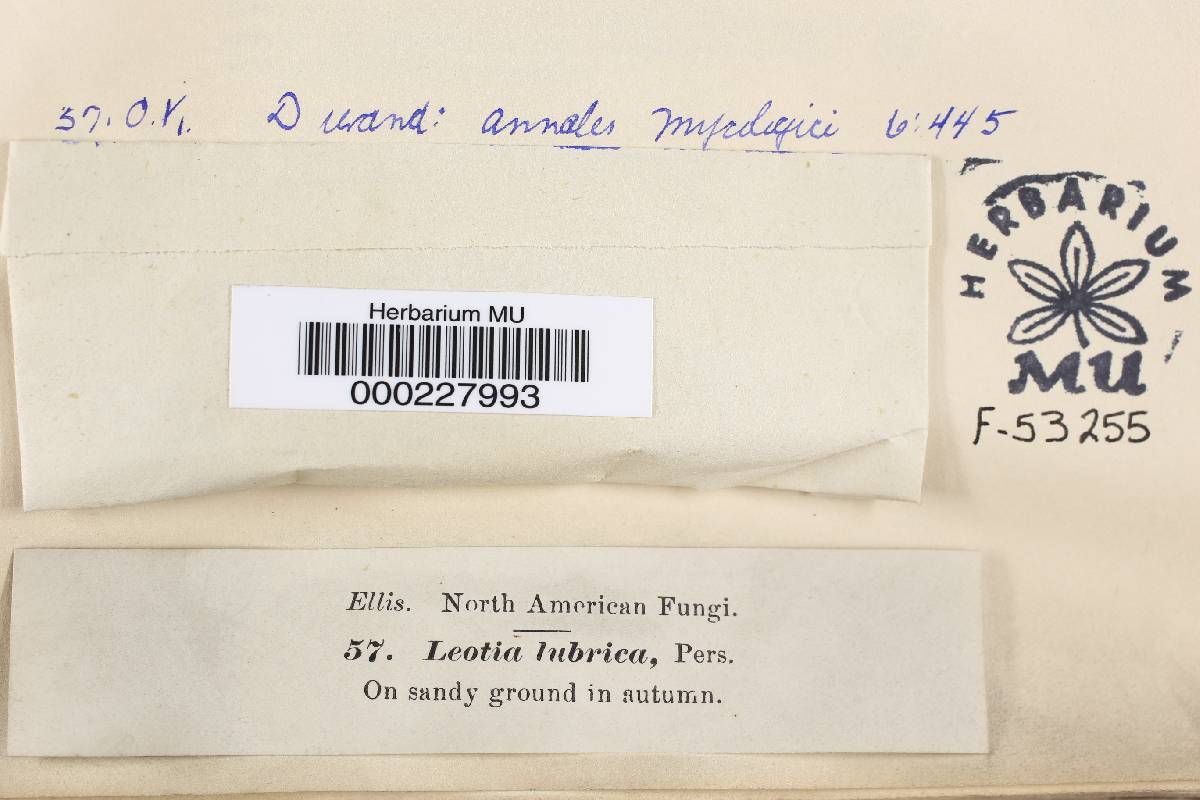 57. O.K. Durand: Annales Mycologici 6:445
HERBARIUM
MU
F-53255
Herbarium MU
000227993
Ellis. North American Fungi.
57. Leotia lubrica, Pers.
On sandy ground in autumn.